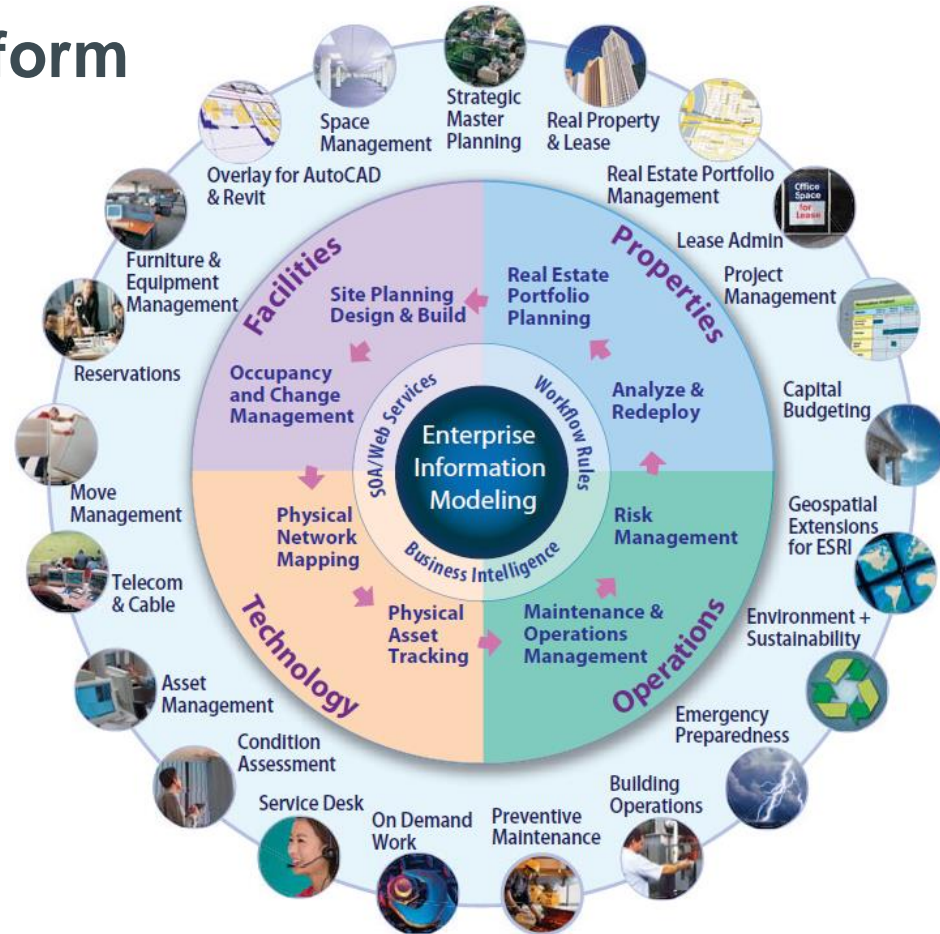 form
Strategic
Master
Planning
Real Property
& Lease
Real Estate Portfolio
Management
Office
Space
for
Lease
Lease Admin
Project
Management
Capital
Budgeting
Geospatial
Extensions
for ESRI
Environment +
Sustainability
Emergency
Preparedness
Building
Operations
Preventive
Maintenance
On Demand
Work
Service Desk
Condition
Assessment
Asset
Management
Telecom
& Cable
Move
Management
Reservations
Furniture &
Equipment
Management
Overlay for AutoCAD
& Revit
Space
Management
Facilities
Site Planning
Design & Build
Occupancy
and Change
Management
Properties
Real Estate
Portfolio
Planning
Analyze &
Redeploy
Technology
Physical
Network
Mapping
Physical
Asset
Tracking
Operations
Maintenance &
Operations
Management
Risk
Management
SOA/Web Services
Workflow Rules
Business Intelligence
Enterprise
Information
Modeling